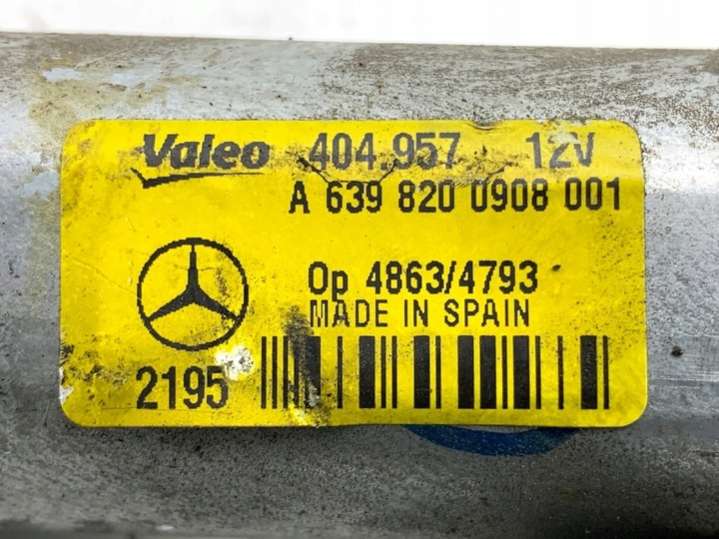 Valeo 404.957 12V
A 639 820 0908 001
Op 4863/4793
MADE IN SPAIN
2195